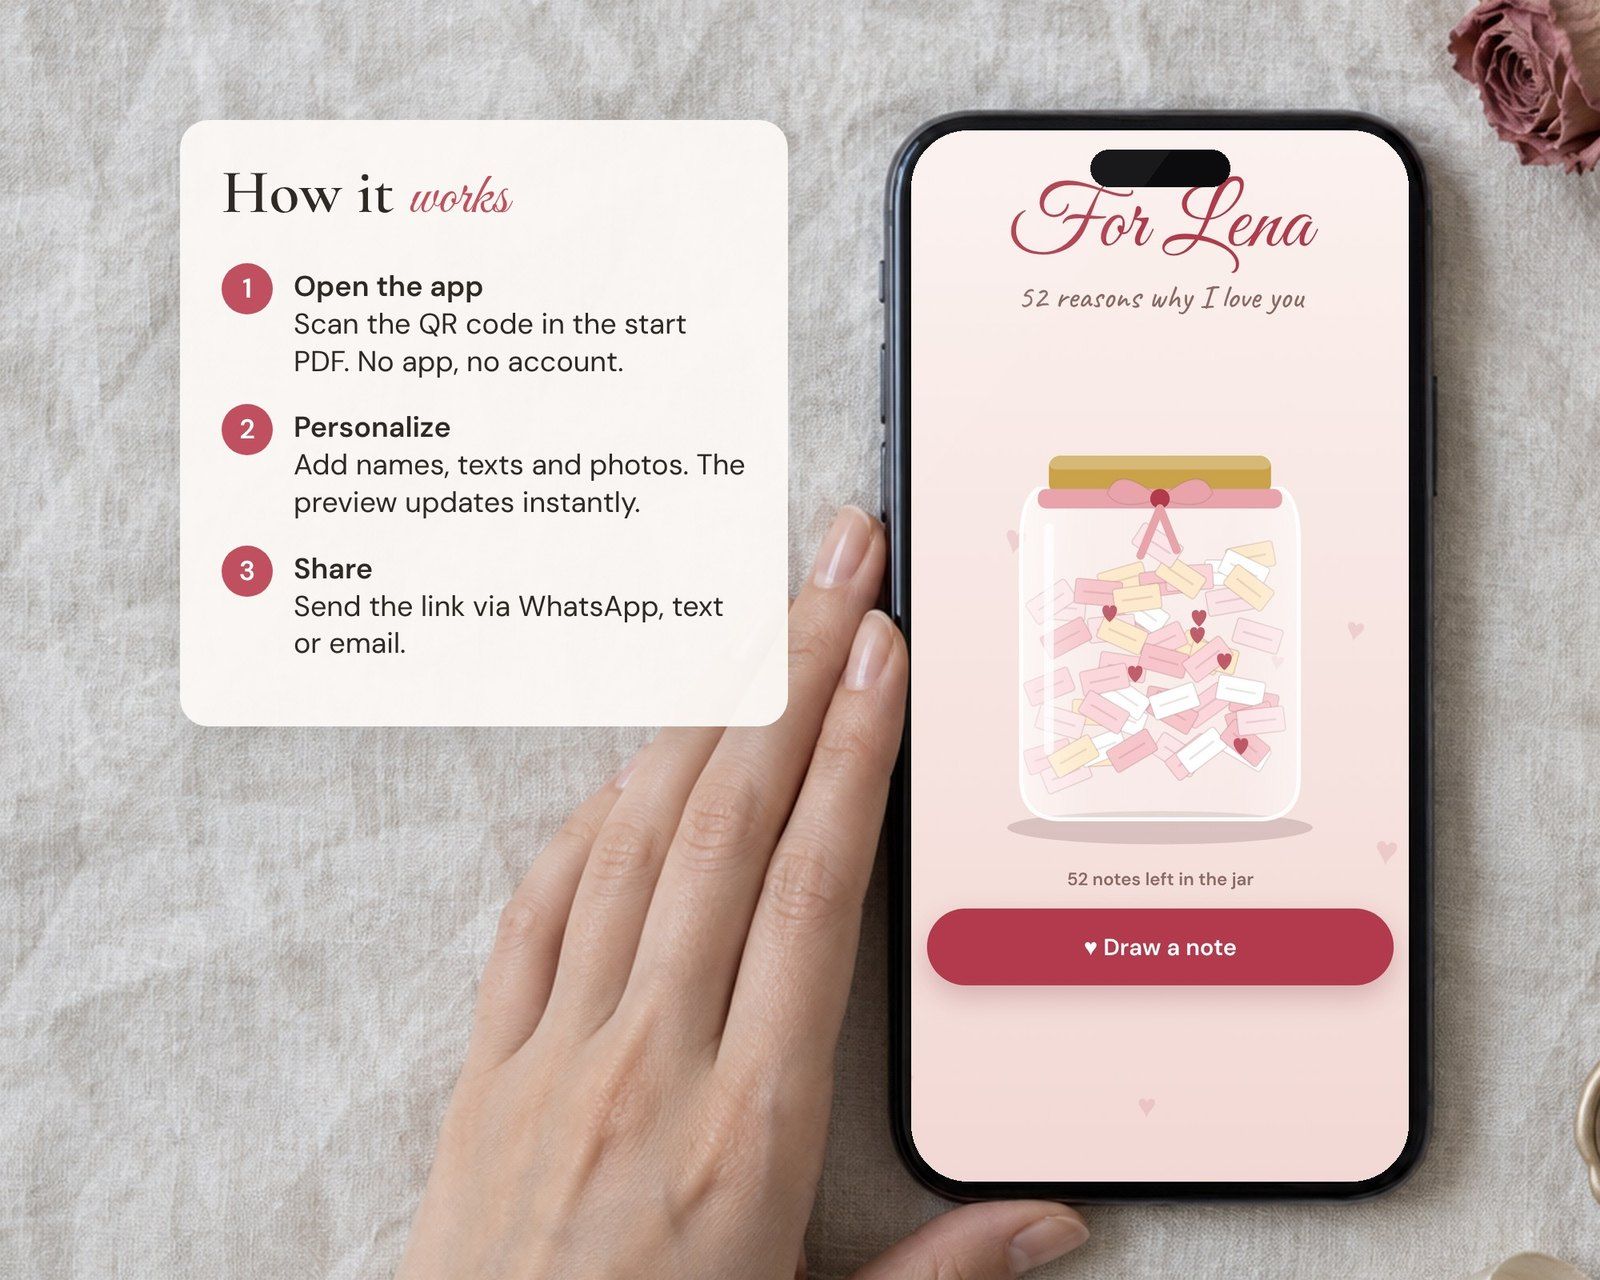 How it works
1
Open the app
Scan the QR code in the start
PDF. No app, no account.
2
Personalize
Add names, texts and photos. The
preview updates instantly.
3
Share
Send the link via WhatsApp, text
or email.
For Lena
52 reasons why I love you
52 notes left in the jar
♥ Draw a note